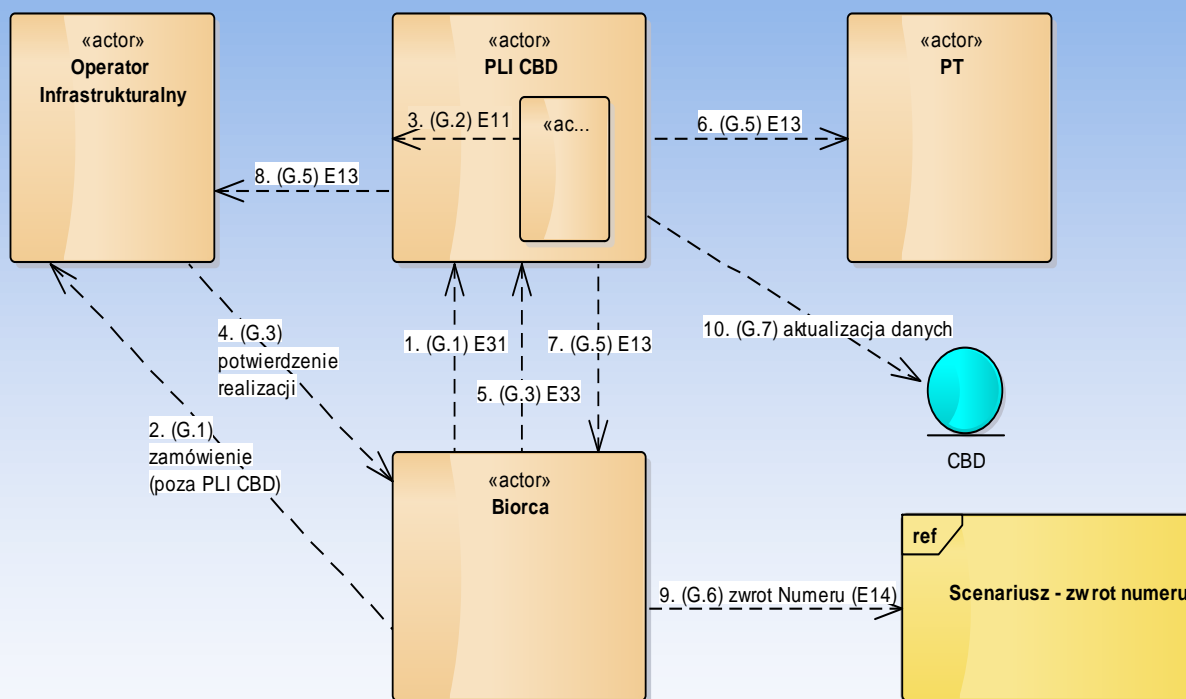 «actor»
Operator
Infrastrukturalny
«actor»
PLI CBD
«actor»
PT
3. (G.2) E11
«ac...
6. (G.5) E13
8. (G.5) E13
4. (G.3)
potwierdzenie
realizacji
1. (G.1) E31
7. (G.5) E13
5. (G.3) E33
10. (G.7) aktualizacja danych
2. (G.1)
zamówienie
(poza PLI CBD)
CBD
«actor»
Biorca
9. (G.6) zwrot Numeru (E14)
ref
Scenariusz - zwrot numeru